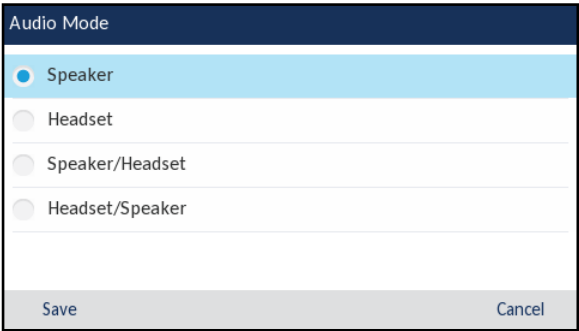 Audio Mode
Speaker
Headset
Speaker/Headset
Headset/Speaker
Save Cancel